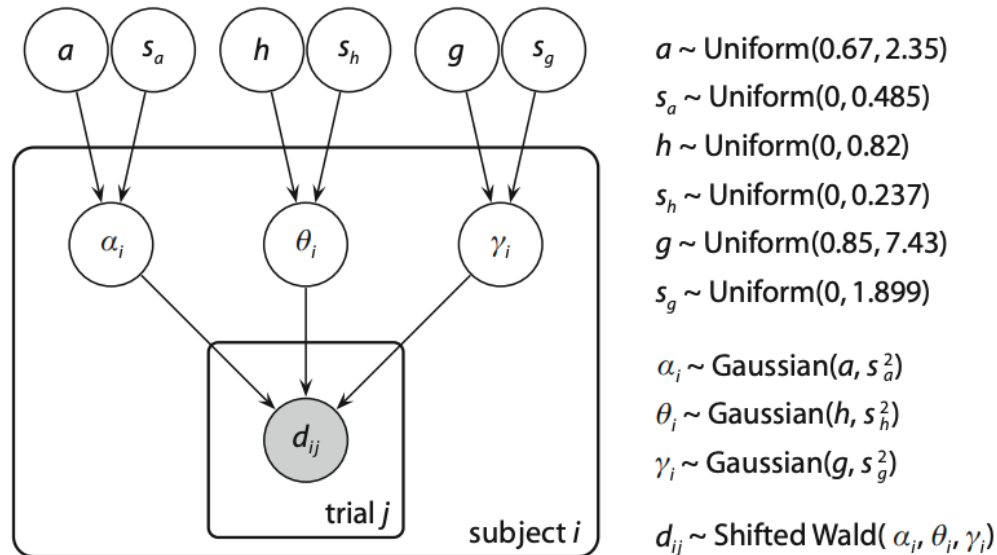 a s_a h s_h g s_g
α_i θ_i γ_i
d_ij
trial j
subject i
a ~ Uniform(0.67, 2.35)
s_a ~ Uniform(0, 0.485)
h ~ Uniform(0, 0.82)
s_h ~ Uniform(0, 0.237)
g ~ Uniform(0.85, 7.43)
s_g ~ Uniform(0, 1.899)
α_i ~ Gaussian(a, s_a^2)
θ_i ~ Gaussian(h, s_h^2)
γ_i ~ Gaussian(g, s_g^2)
d_ij ~ Shifted Wald( α_i, θ_i, γ_i)